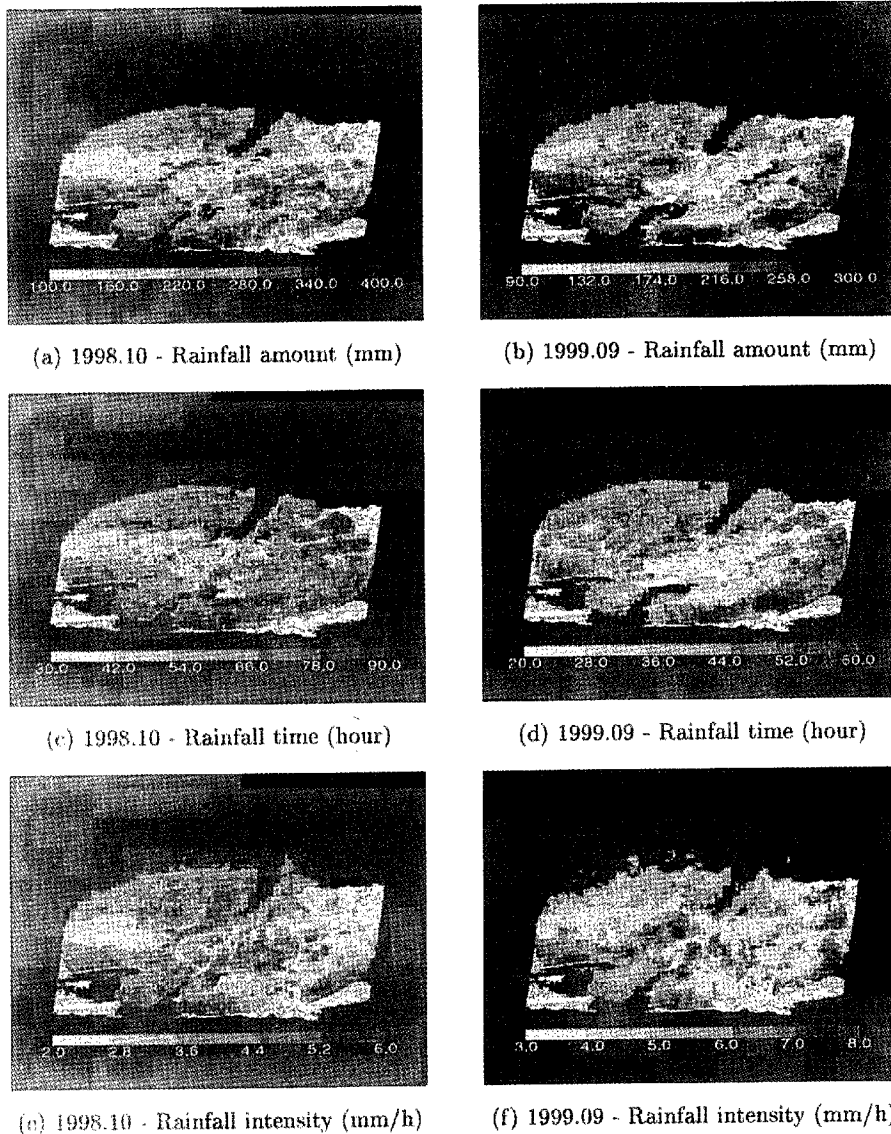 100.0 160.0 220.0 280.0 340.0 400.0
90.0 132.0 174.0 216.0 258.0 300.0
(a) 1998.10 - Rainfall amount (mm)
(b) 1999.09 - Rainfall amount (mm)
30.0 42.0 54.0 66.0 78.0 90.0
20.0 28.0 36.0 44.0 52.0 60.0
(c) 1998.10 - Rainfall time (hour)
(d) 1999.09 - Rainfall time (hour)
2.0 2.8 3.6 4.4 5.2 6.0
3.0 4.0 5.0 6.0 7.0 8.0
(e) 1998.10 - Rainfall intensity (mm/h)
(f) 1999.09 - Rainfall intensity (mm/h)